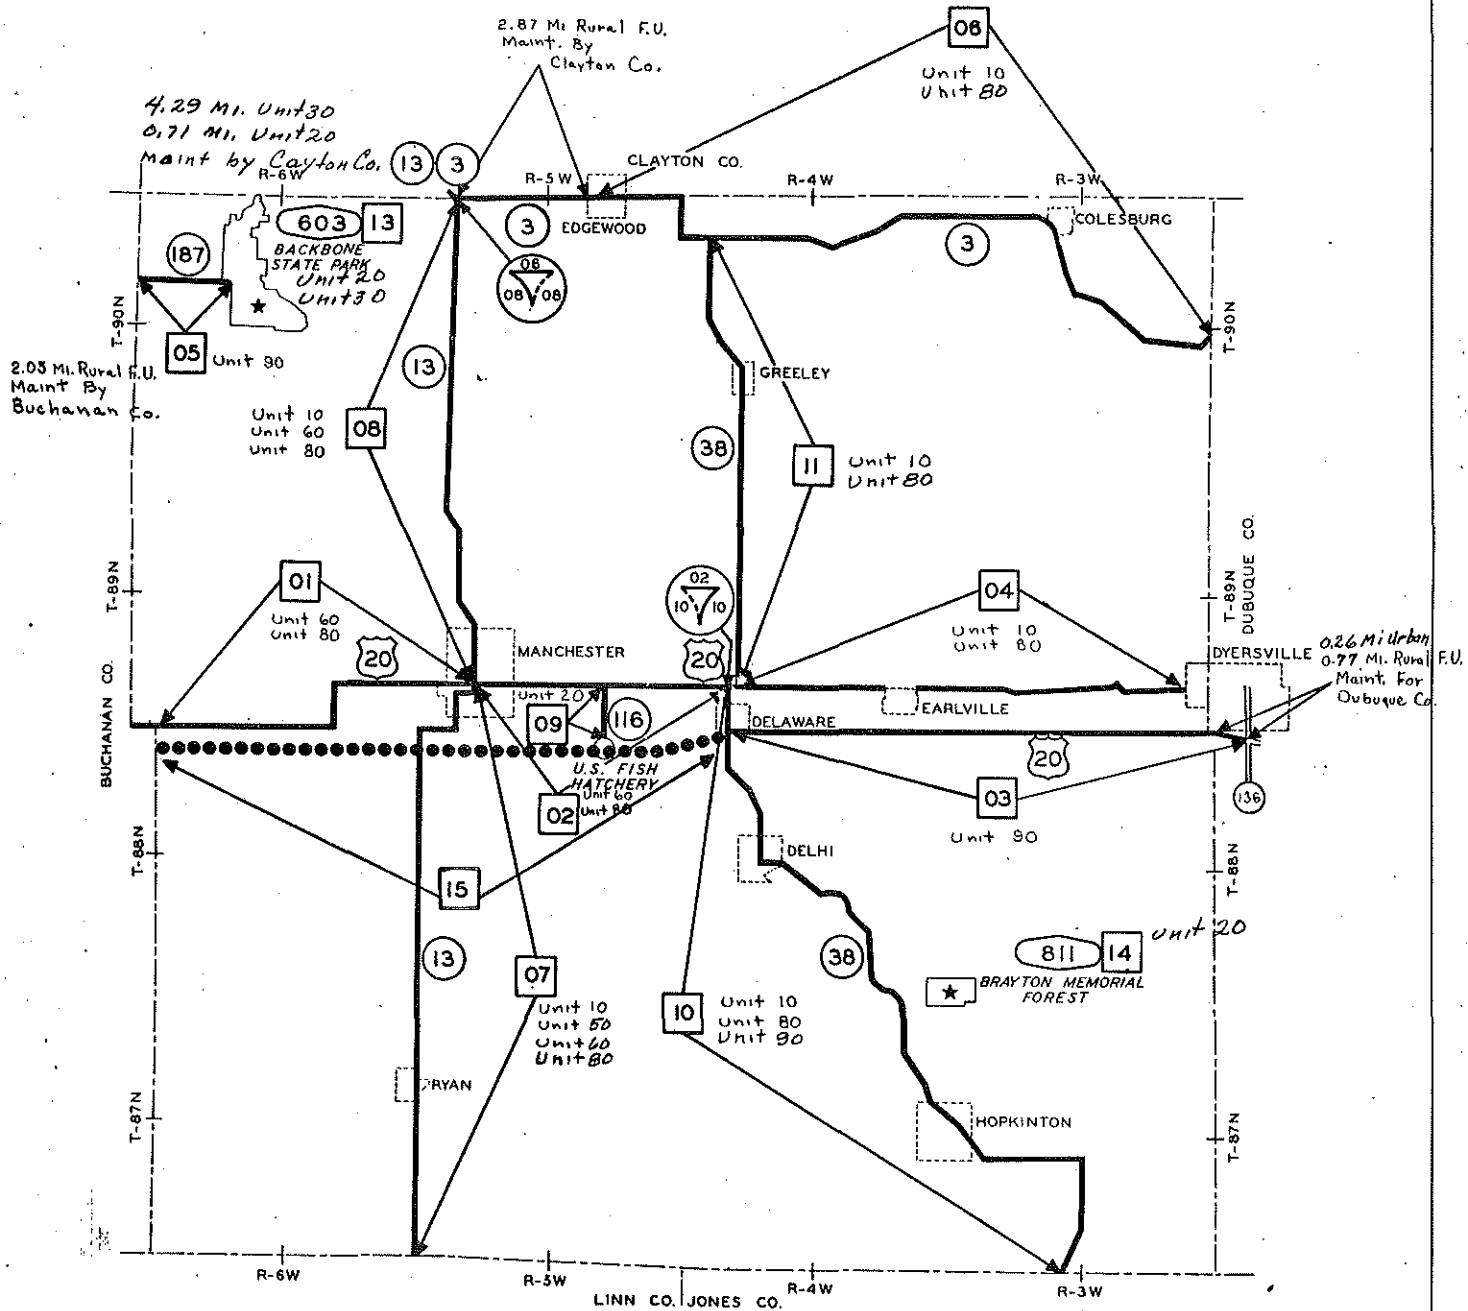 2.87 Mi Rural F.U.
Maint. By
Clayton Co.
06
Unit 10
Unit 80
4.29 Mi. Unit 30
0.71 Mi. Unit 20
Maint by Cayton Co.
13
3
CLAYTON CO.
R-6W
R-5W
R-4W
R-3W
603
13
BACKBONE
STATE PARK
Unit 20
Unit 30
3
EDGEWOOD
COLESBURG
3
187
06
08
08
T-90N
T-90N
05
Unit 90
2.05 Mi. Rural F.U.
Maint By
Buchanan Co.
13
GREELEY
Unit 10
Unit 60
Unit 80
08
38
11
Unit 10
Unit 80
T-89N
T-89N
DUBUQUE CO.
01
Unit 60
Unit 80
02
10
10
04
Unit 10
Unit 80
20
MANCHESTER
20
DYERSVILLE
0.26 Mi Urban
0.77 Mi. Rural F.U.
Maint. For
Dubuque Co.
BUCHANAN CO.
Unit 20
09
116
DELAWARE
EARLVILLE
20
U.S. FISH
HATCHERY
Unit 60
Unit 80
02
03
Unit 90
136
T-88N
T-88N
DELHI
15
13
07
Unit 10
Unit 50
Unit 60
Unit 80
38
811
14
Unit 20
BRAYTON MEMORIAL
FOREST
10
Unit 10
Unit 80
Unit 90
RYAN
T-87N
T-87N
HOPKINTON
R-6W
R-5W
R-4W
R-3W
LINN CO.
JONES CO.